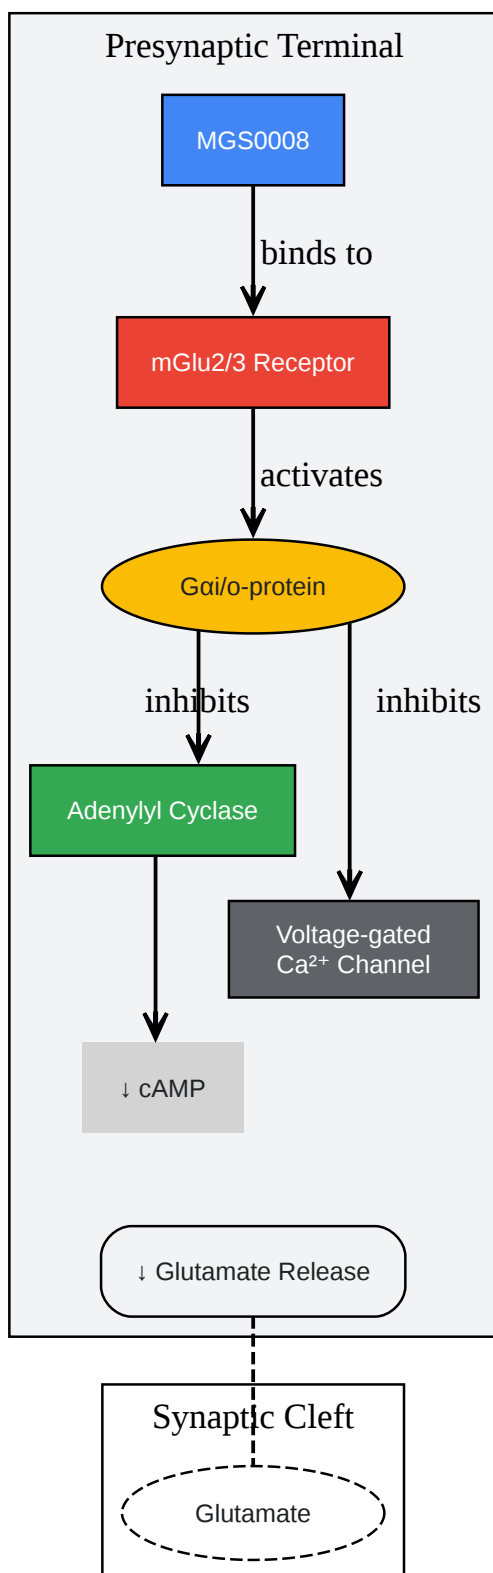 Presynaptic Terminal
MGS0008
binds to
mGlu2/3 Receptor
activates
Gαi/o-protein
inhibits
inhibits
Adenylyl Cyclase
Voltage-gated
Ca²⁺ Channel
↓ cAMP
↓ Glutamate Release
Synaptic Cleft
Glutamate